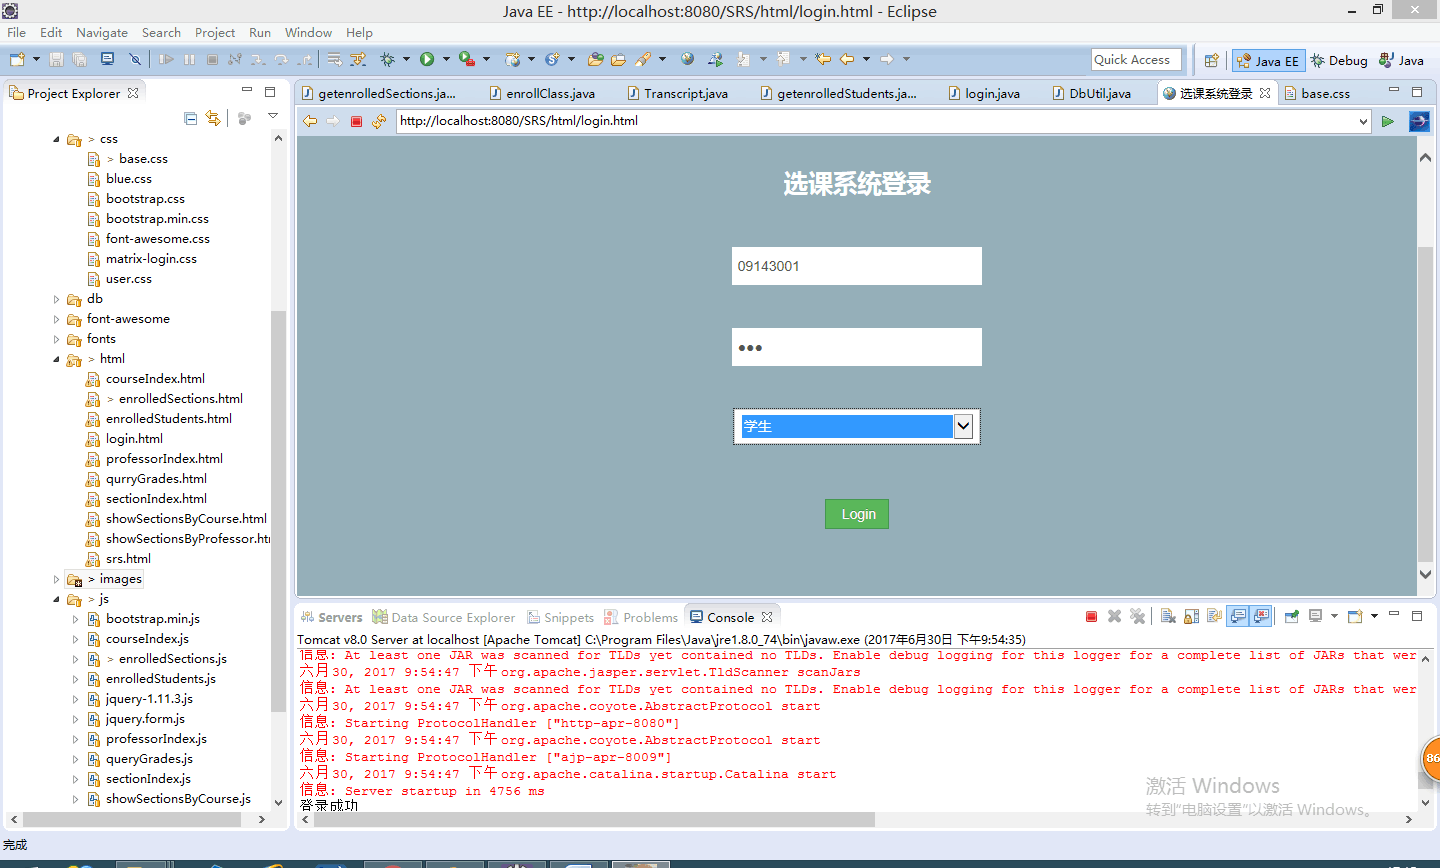 Java EE - http://localhost:8080/SRS/html/login.html - Eclipse
File Edit Navigate Search Project Run Window Help
Quick Access
Java EE
Debug
Java
Project Explorer
getenrolledSections.ja...
enrollClass.java
Transcript.java
getenrolledStudents.ja...
login.java
DbUtil.java
选课系统登录
base.css
http://localhost:8080/SRS/html/login.html
> css
> base.css
blue.css
bootstrap.css
bootstrap.min.css
font-awesome.css
matrix-login.css
user.css
db
font-awesome
fonts
> html
courseIndex.html
> enrolledSections.html
enrolledStudents.html
login.html
professorIndex.html
qurryGrades.html
sectionIndex.html
showSectionsByCourse.html
showSectionsByProfessor.htm
srs.html
> images
> js
bootstrap.min.js
courseIndex.js
> enrolledSections.js
enrolledStudents.js
jquery-1.11.3.js
jquery.form.js
professorIndex.js
queryGrades.js
sectionIndex.js
showSectionsByCourse.js
选课系统登录
09143001
•••
学生
Login
Servers
Data Source Explorer
Snippets
Problems
Console
Tomcat v8.0 Server at localhost [Apache Tomcat] C:\Program Files\Java\jre1.8.0_74\bin\javaw.exe (2017年6月30日 下午9:54:35)
信息: At least one JAR was scanned for TLDs yet contained no TLDs. Enable debug logging for this logger for a complete list of JARs that wer
六月 30, 2017 9:54:47 下午 org.apache.jasper.servlet.TldScanner scanJars
信息: At least one JAR was scanned for TLDs yet contained no TLDs. Enable debug logging for this logger for a complete list of JARs that wer
六月 30, 2017 9:54:47 下午 org.apache.coyote.AbstractProtocol start
信息: Starting ProtocolHandler ["http-apr-8080"]
六月 30, 2017 9:54:47 下午 org.apache.coyote.AbstractProtocol start
信息: Starting ProtocolHandler ["ajp-apr-8009"]
六月 30, 2017 9:54:47 下午 org.apache.catalina.startup.Catalina start
信息: Server startup in 4756 ms
登录成功
86
激活 Windows
转到“电脑设置”以激活 Windows。
完成